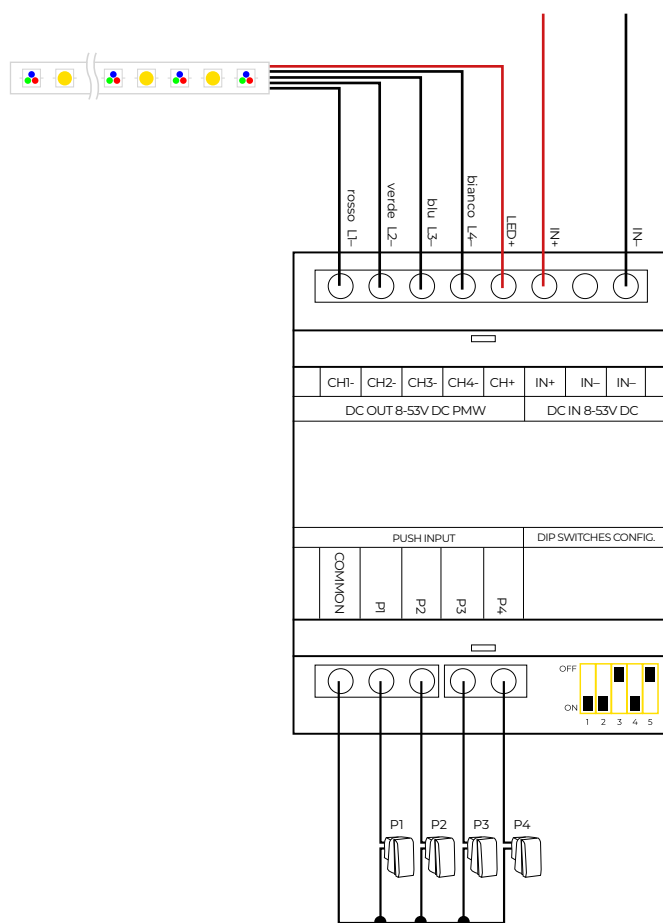 rosso L1–
verde L2–
blu L3–
bianco L4–
LED+
IN+
IN–
CH1- CH2- CH3- CH4- CH+ IN+ IN– IN–
DC OUT 8-53V DC PMW DC IN 8-53V DC
PUSH INPUT DIP SWITCHES CONFIG.
COMMON
P1
P2
P3
P4
OFF
ON
1 2 3 4 5
P1 P2 P3 P4